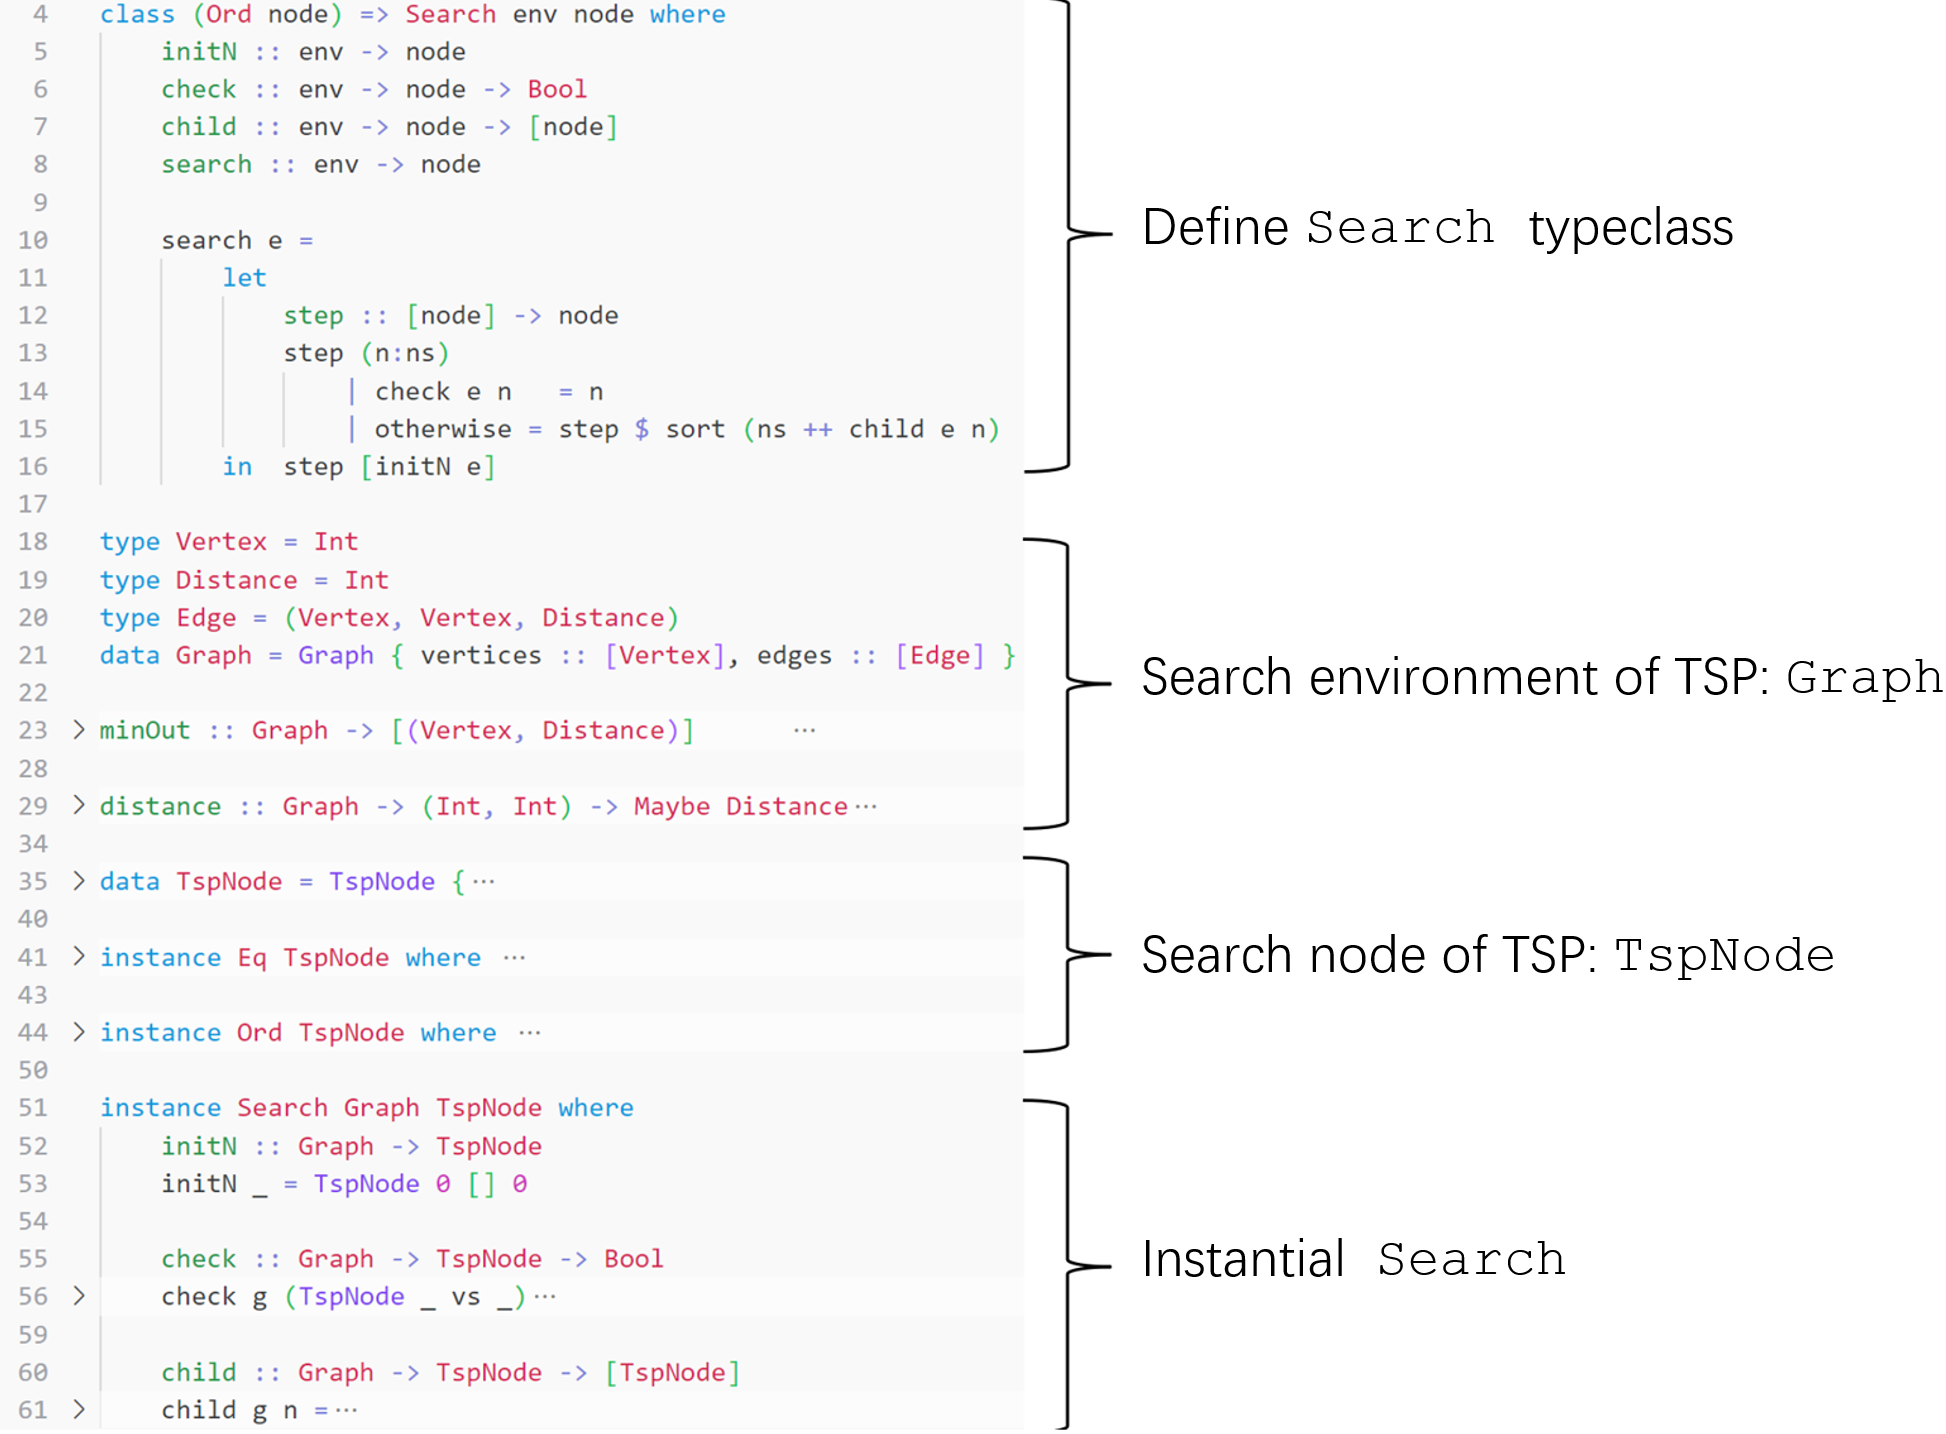 4 class (Ord node) => Search env node where
5 initN :: env -> node
6 check :: env -> node -> Bool
7 child :: env -> node -> [node]
8 search :: env -> node
9
10 search e =
11 let
12 step :: [node] -> node
13 step (n:ns)
14 | check e n = n
15 | otherwise = step $ sort (ns ++ child e n)
16 in step [initN e]
Define Search typeclass
17
18 type Vertex = Int
19 type Distance = Int
20 type Edge = (Vertex, Vertex, Distance)
21 data Graph = Graph { vertices :: [Vertex], edges :: [Edge] }
22
23 > minOut :: Graph -> [(Vertex, Distance)] ...
28
29 > distance :: Graph -> (Int, Int) -> Maybe Distance ...
Search environment of TSP: Graph
34
35 > data TspNode = TspNode { ...
40
41 > instance Eq TspNode where ...
43
44 > instance Ord TspNode where ...
Search node of TSP: TspNode
50
51 instance Search Graph TspNode where
52 initN :: Graph -> TspNode
53 initN _ = TspNode 0 [] 0
54
55 check :: Graph -> TspNode -> Bool
56 > check g (TspNode _ vs _) ...
59
60 child :: Graph -> TspNode -> [TspNode]
61 > child g n = ...
Instantial Search